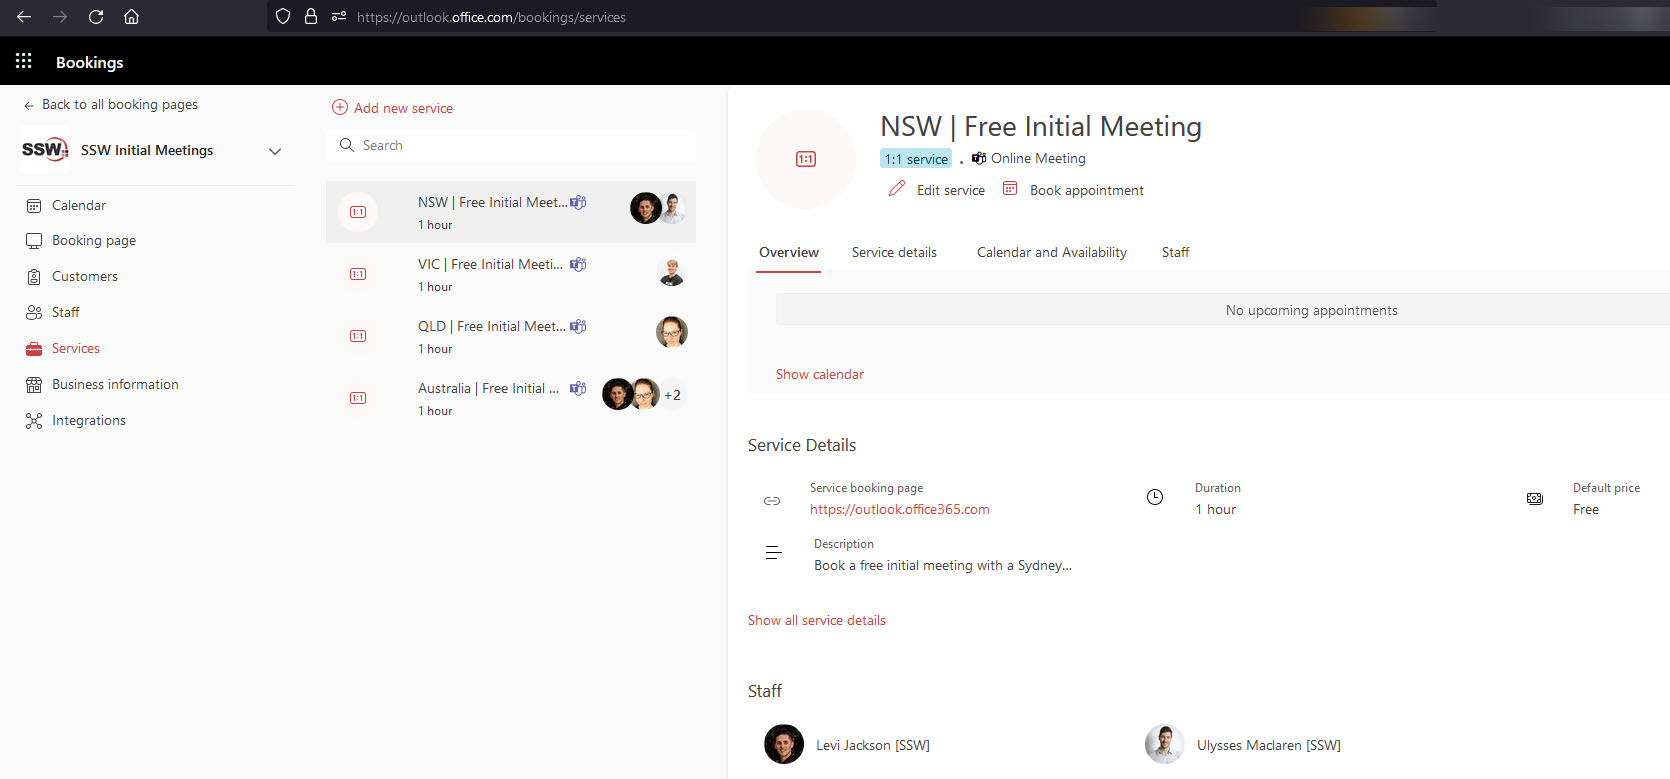 https://outlook.office.com/bookings/services
Bookings
Back to all booking pages
SSW
SSW Initial Meetings
Calendar
Booking page
Customers
Staff
Services
Business information
Integrations
Add new service
Search
1:1
NSW | Free Initial Meet...
1 hour
1:1
VIC | Free Initial Meeti...
1 hour
1:1
QLD | Free Initial Meet...
1 hour
1:1
Australia | Free Initial ...
+2
1 hour
1:1
NSW | Free Initial Meeting
1:1 service . Online Meeting
Edit service Book appointment
Overview Service details Calendar and Availability Staff
No upcoming appointments
Show calendar
Service Details
Service booking page Duration Default price
https://outlook.office365.com 1 hour Free
Description
Book a free initial meeting with a Sydney...
Show all service details
Staff
Levi Jackson [SSW] Ulysses Maclaren [SSW]